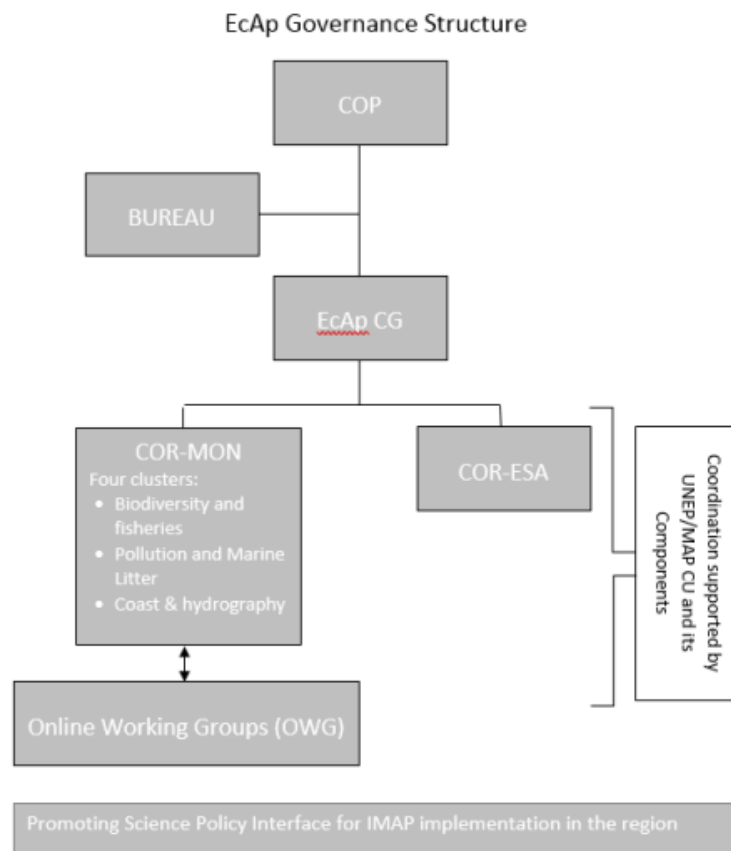 EcAp Governance Structure
COP
BUREAU
EcAp CG
COR-MON
Four clusters:
• Biodiversity and
fisheries
• Pollution and Marine
Litter
• Coast & hydrography
COR-ESA
Coordination supported by
UNEP/MAP CU and its
Components
Online Working Groups (OWG)
Promoting Science Policy Interface for IMAP implementation in the region